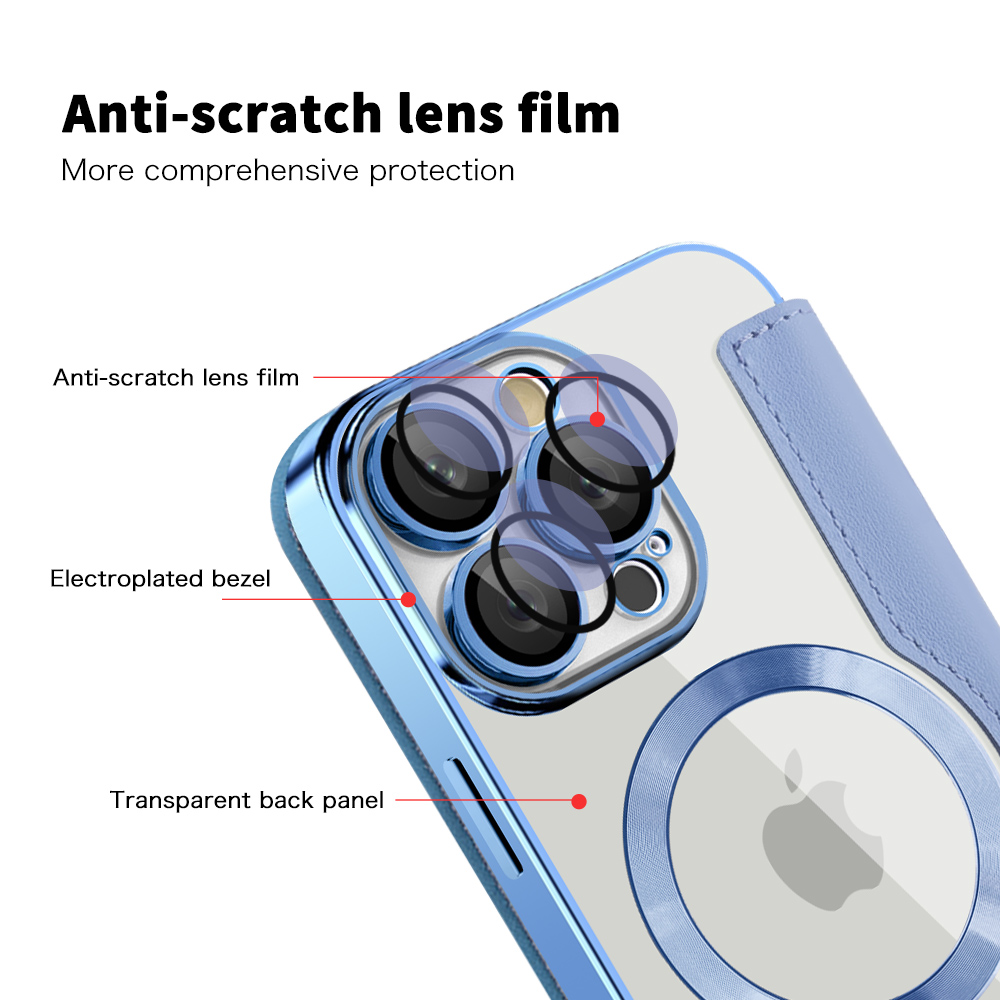 Anti-scratch lens film
More comprehensive protection
Anti-scratch lens film
Electroplated bezel
Transparent back panel